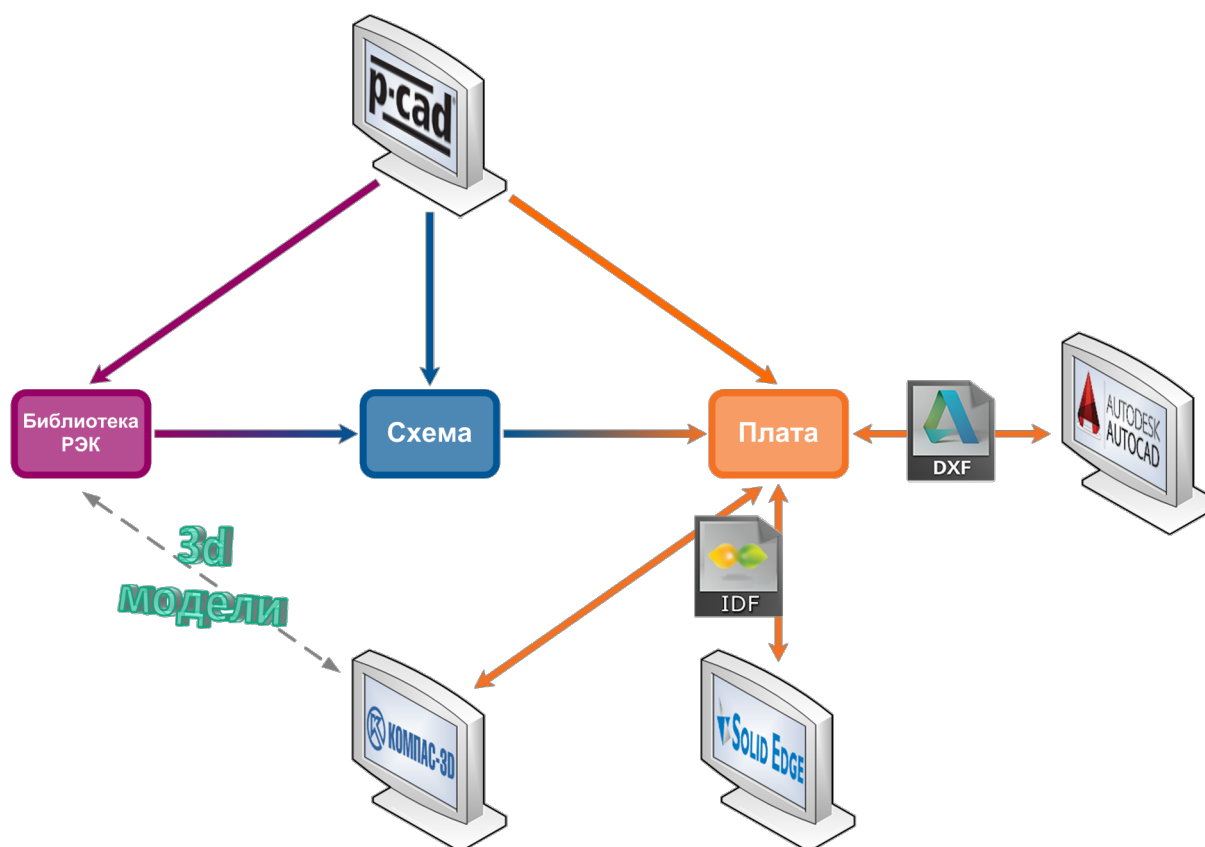 p-cad
Библиотека
РЭК
Схема
Плата
DXF
AUTODESK
AUTOCAD
3d
модели
IDF
КОМПАС-3D
SOLID EDGE